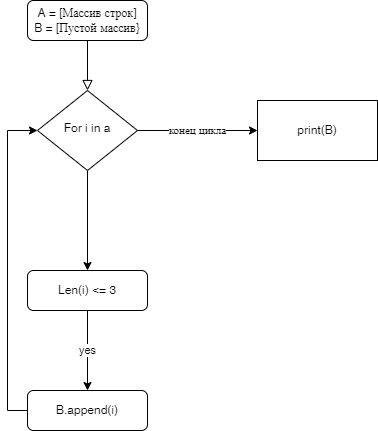 A = [Массив строк]
B = [Пустой массив}
For i in a
конец цикла
print(B)
Len(i) <= 3
yes
B.append(i)